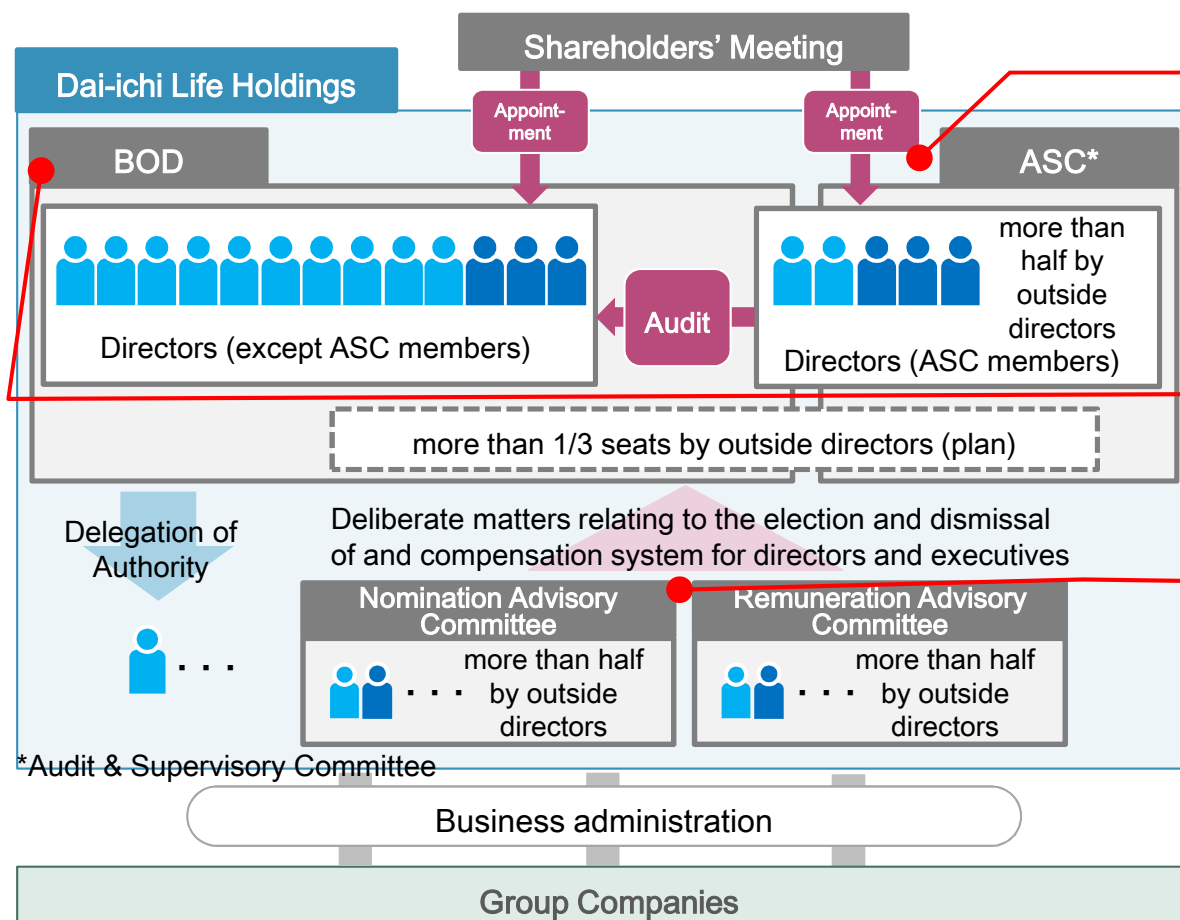 Shareholders' Meeting
Dai-ichi Life Holdings
Appoint-
ment
Appoint-
ment
BOD
ASC*
more than
half by
outside
directors
Audit
Directors (except ASC members)
Directors (ASC members)
more than 1/3 seats by outside directors (plan)
Delegation of
Authority
Deliberate matters relating to the election and dismissal
of and compensation system for directors and executives
Nomination Advisory
Committee
Remuneration Advisory
Committee
. . .
. . .
more than half
by outside
directors
. . .
more than half
by outside
directors
*Audit & Supervisory Committee
Business administration
Group Companies